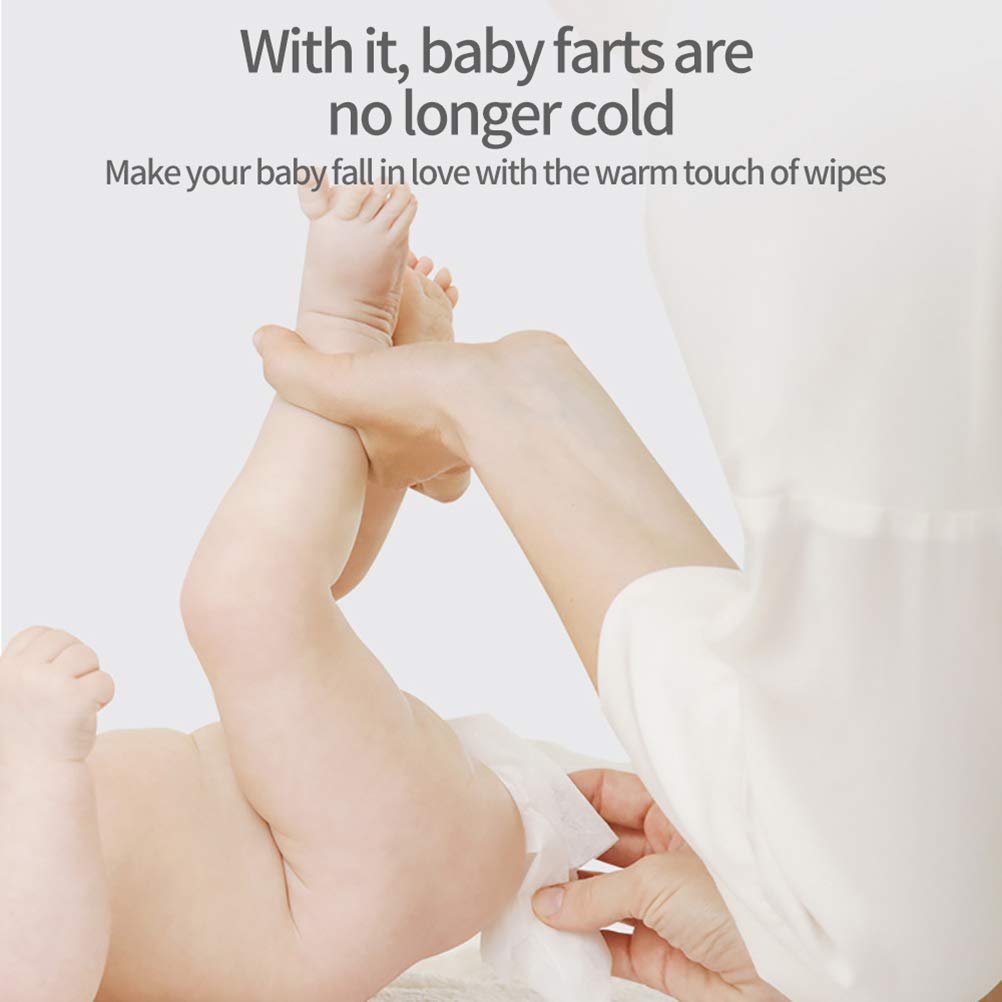 With it, baby farts are
no longer cold
Make your baby fall in love with the warm touch of wipes